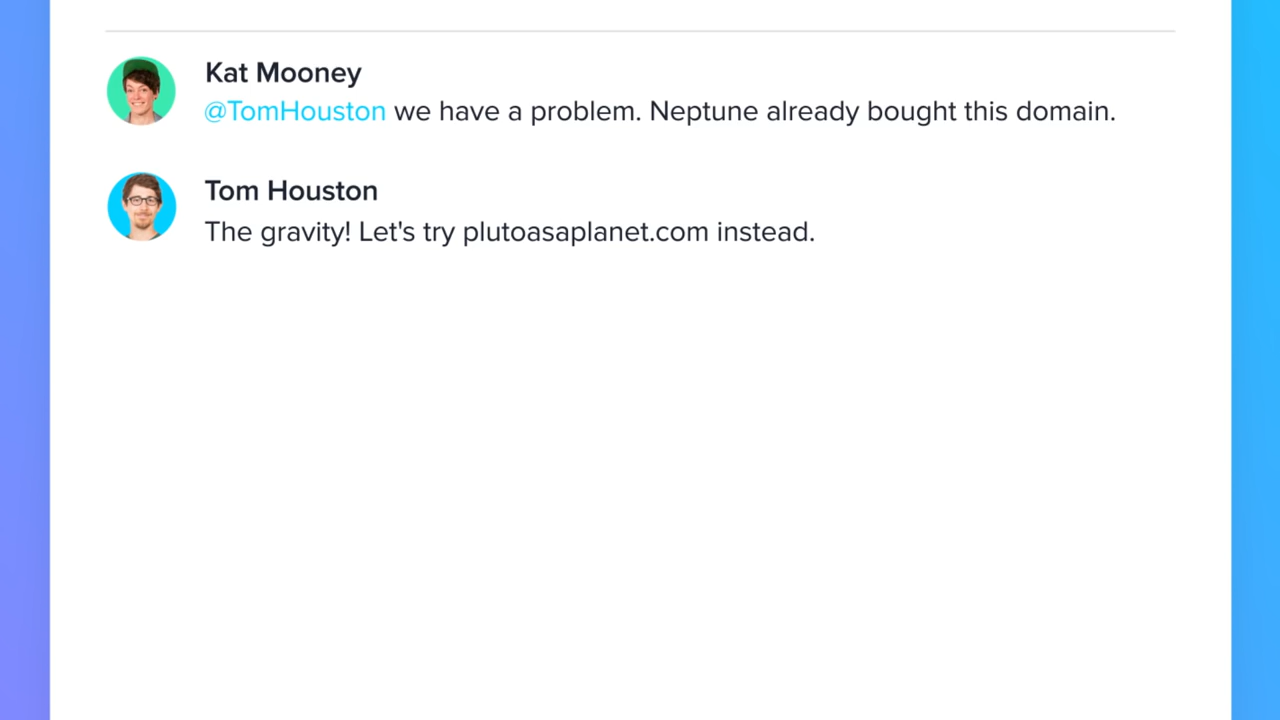 Kat Mooney
@TomHouston we have a problem. Neptune already bought this domain.
Tom Houston
The gravity! Let's try plutoasaplanet.com instead.